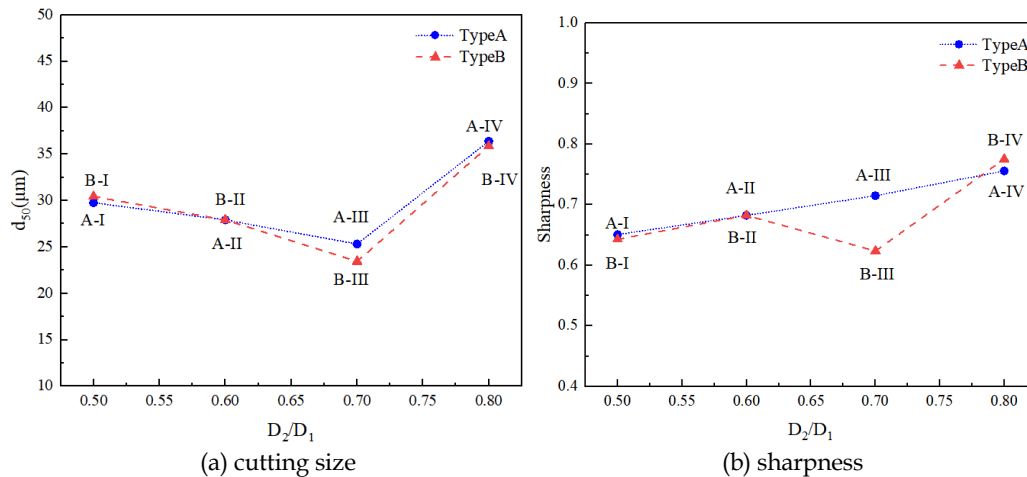 50
45
40
35
30
25
20
15
10
d50(μm)
TypeA
TypeB
B-I
A-I
B-II
A-II
A-III
B-III
A-IV
B-IV
0.50 0.55 0.60 0.65 0.70 0.75 0.80
D2/D1
(a) cutting size
1.0
0.9
0.8
0.7
0.6
0.5
0.4
Sharpness
TypeA
TypeB
A-I
B-I
A-II
B-II
A-III
B-III
B-IV
A-IV
0.50 0.55 0.60 0.65 0.70 0.75 0.80
D2/D1
(b) sharpness